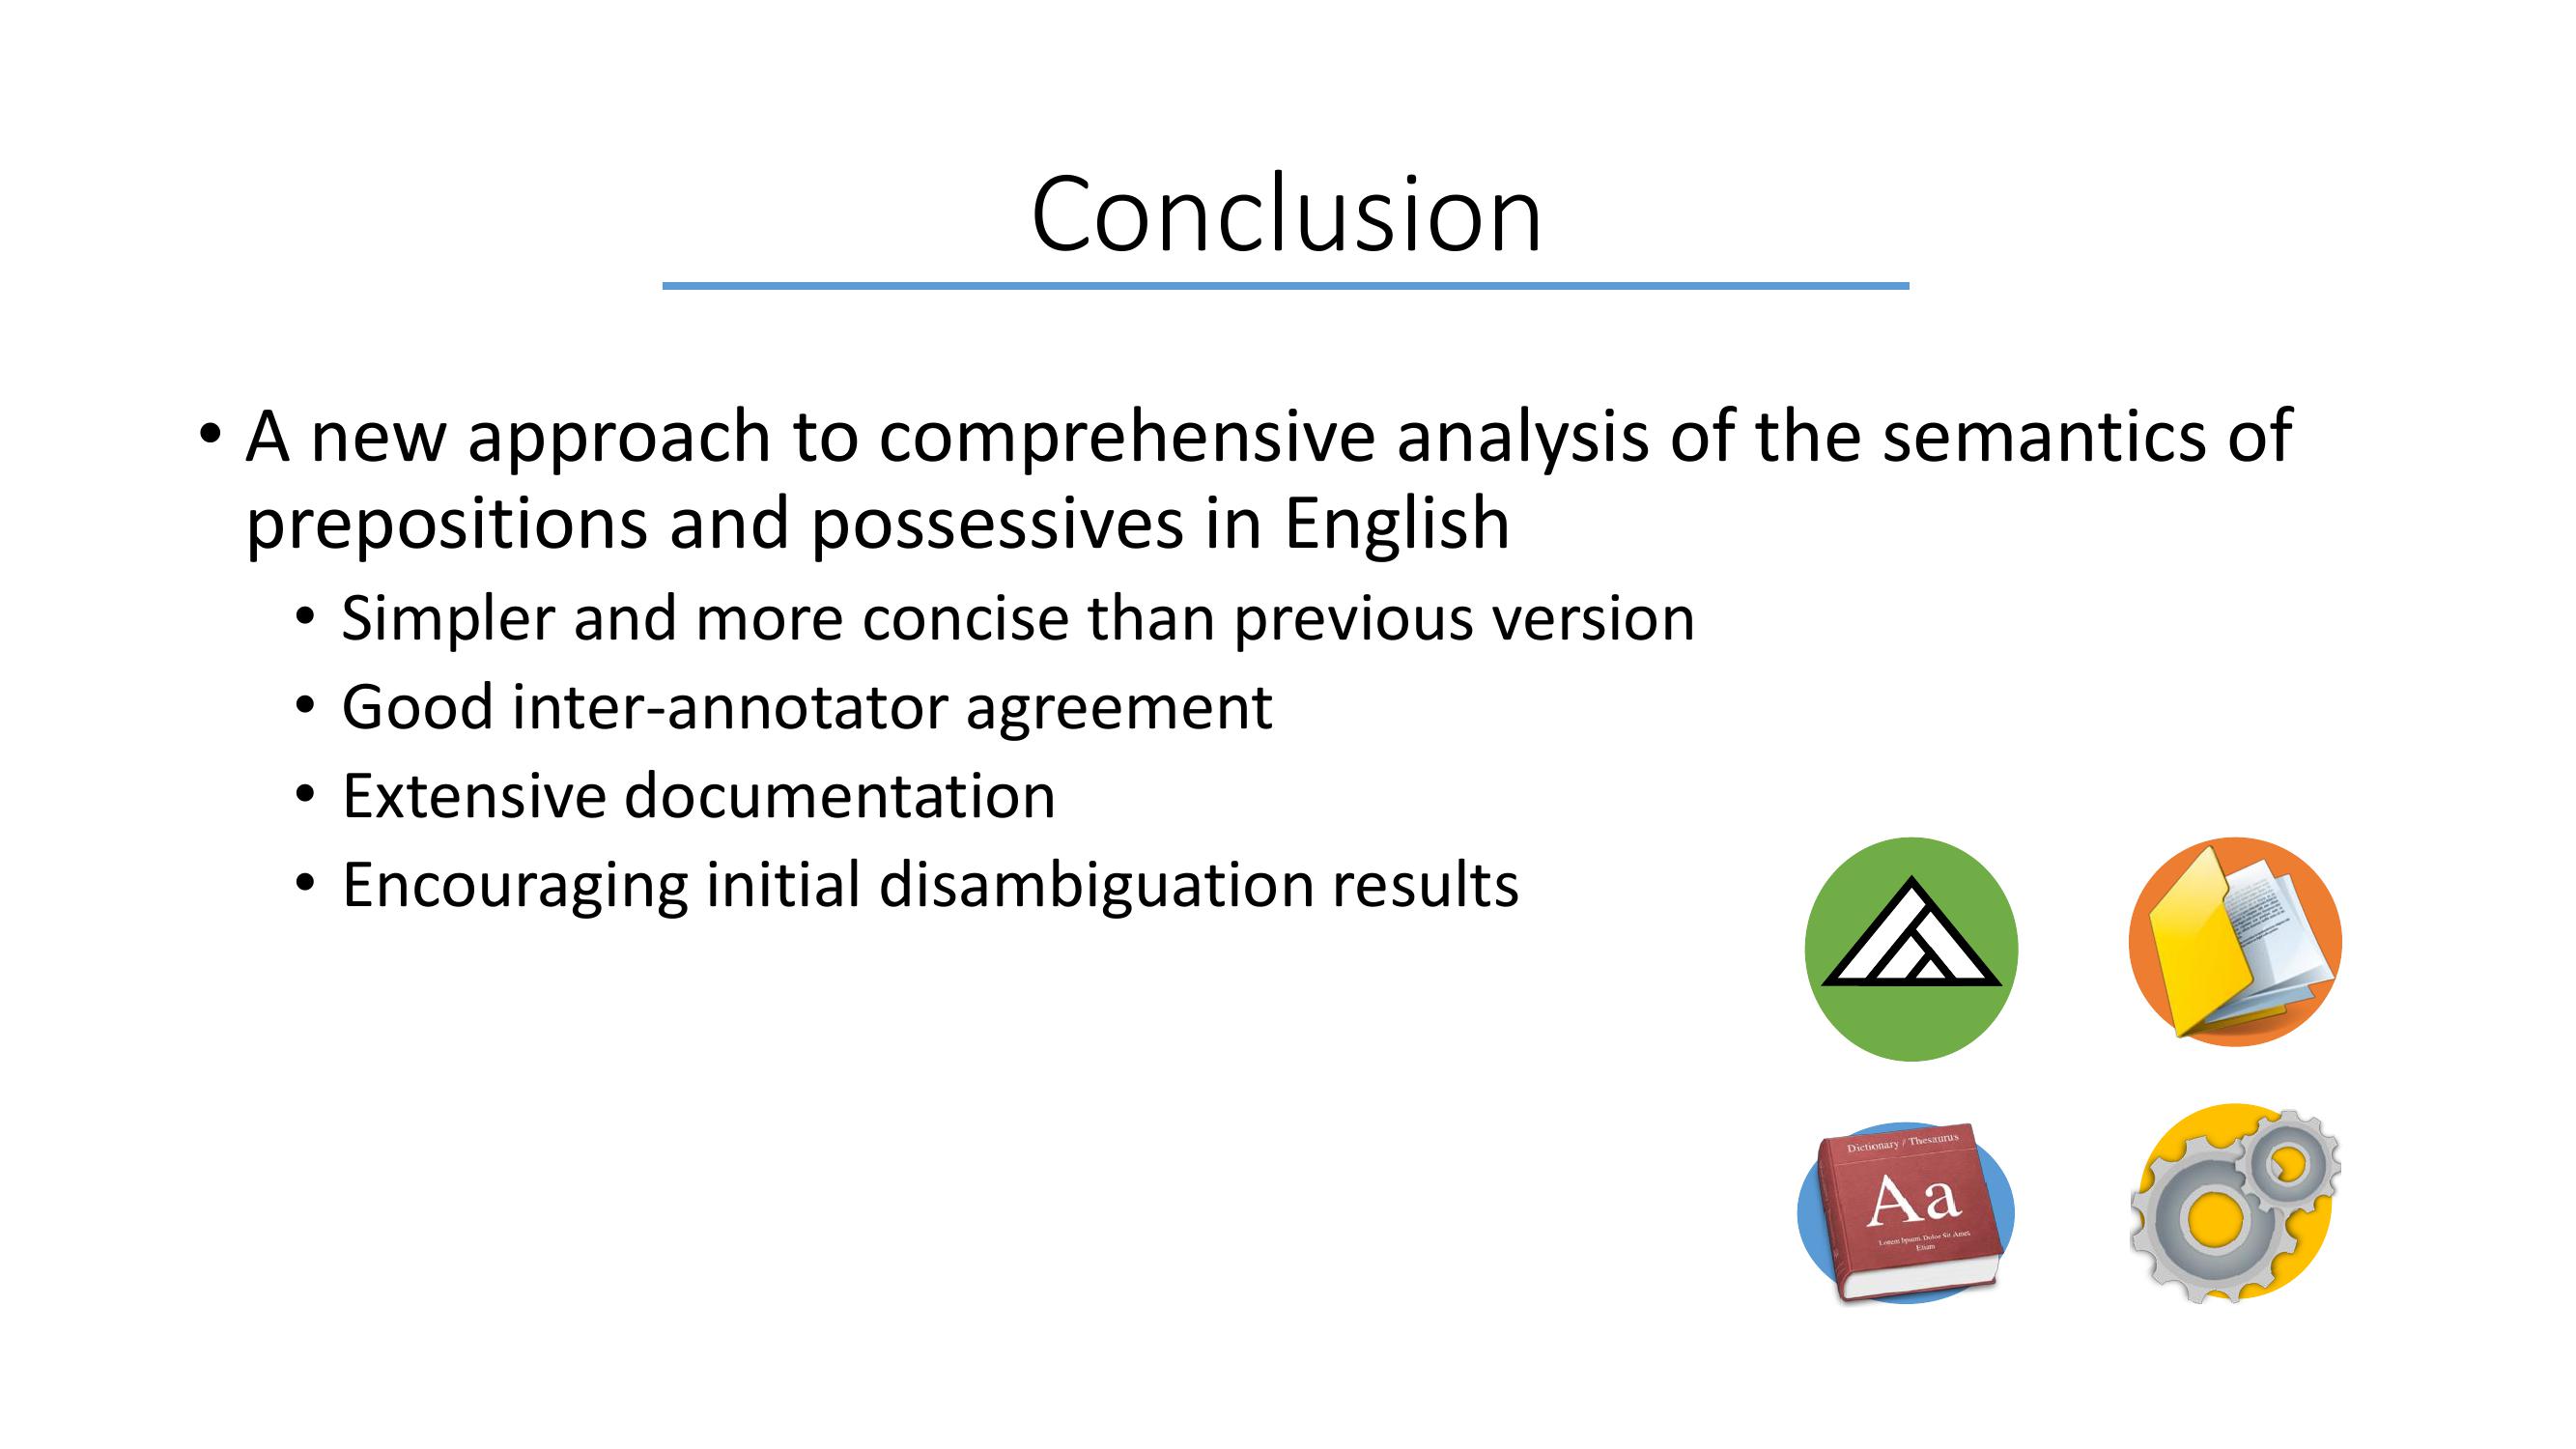 Conclusion
• A new approach to comprehensive analysis of the semantics of
prepositions and possessives in English
• Simpler and more concise than previous version
• Good inter-annotator agreement
• Extensive documentation
• Encouraging initial disambiguation results
Dictionary / Thesaurus
Aa
Lorem Ipsum Dolor Sit Amet
Etiam